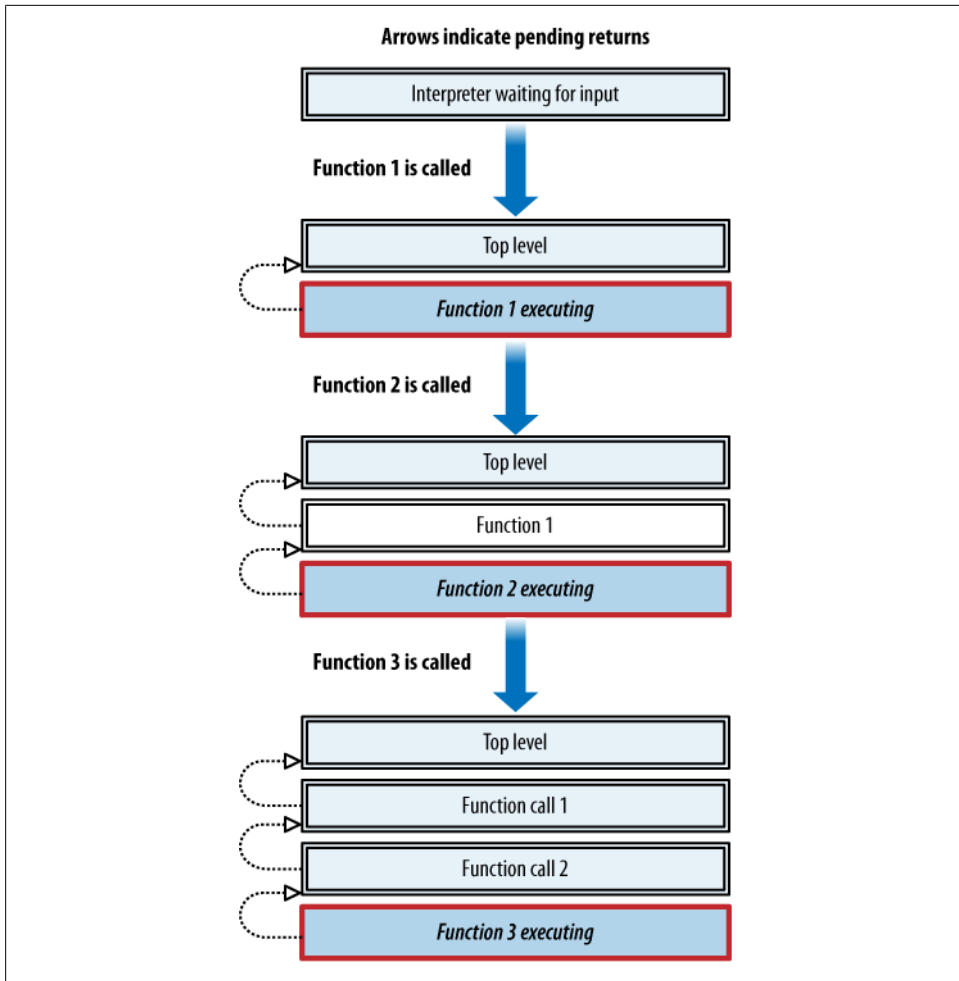 Arrows indicate pending returns
Interpreter waiting for input
Function 1 is called
Top level
Function 1 executing
Function 2 is called
Top level
Function 1
Function 2 executing
Function 3 is called
Top level
Function call 1
Function call 2
Function 3 executing